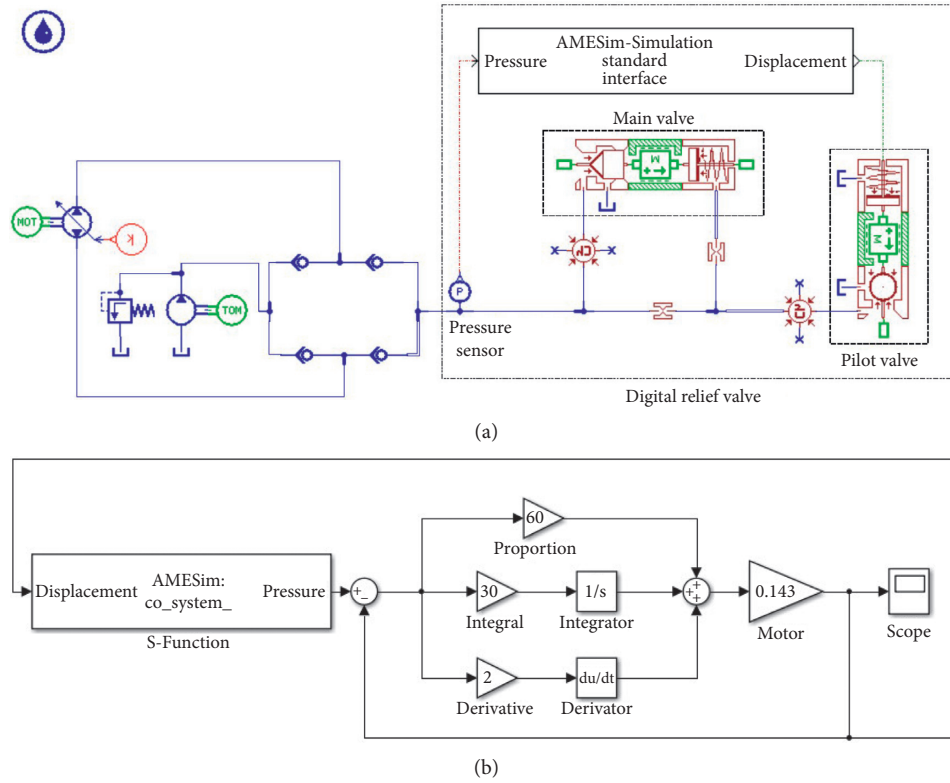 AMESim-Simulation
standard
interface
Pressure
Displacement
Main valve
M
MOT
K
TOM
P
Pressure
sensor
M
Pilot valve
Digital relief valve
(a)
60
Proportion
Displacement
AMESim:
co_system_
Pressure
S-Function
+
−
30
Integral
1/s
Integrator
+
+
+
0.143
Motor
Scope
2
Derivative
du/dt
Derivator
(b)